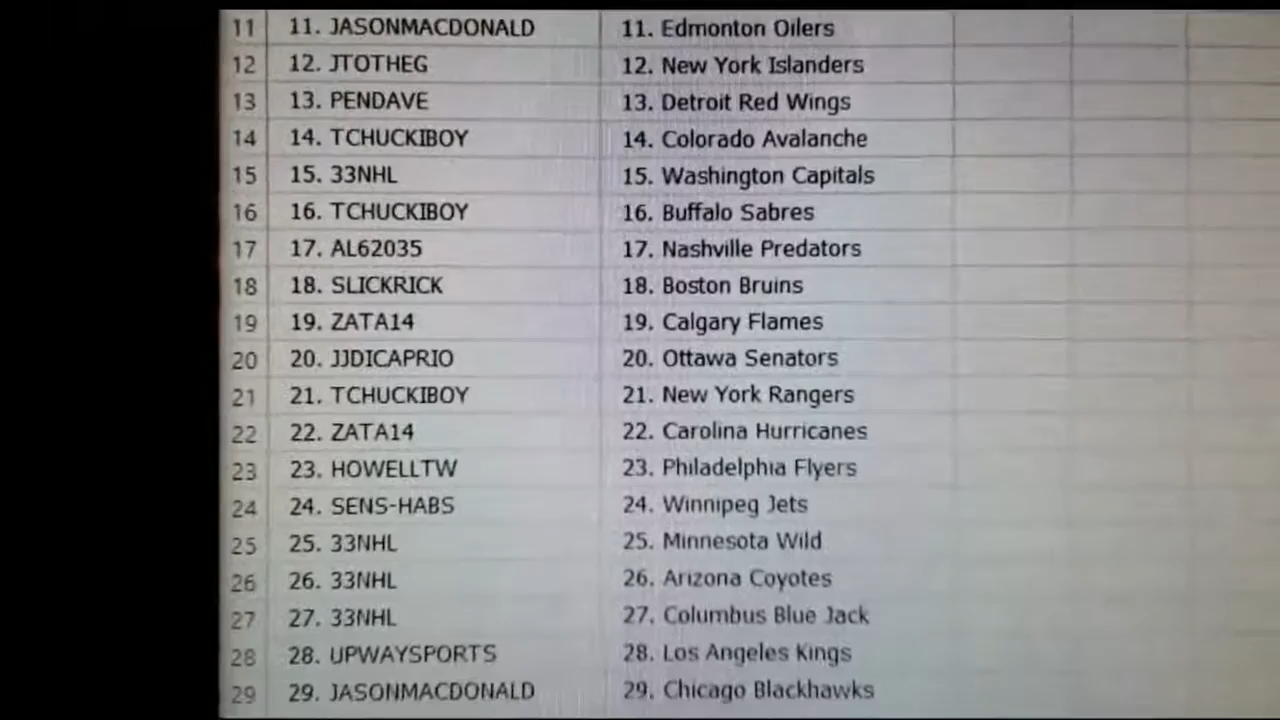 11 11. JASONMACDONALD 11. Edmonton Oilers
12 12. JTOTHEG 12. New York Islanders
13 13. PENDAVE 13. Detroit Red Wings
14 14. TCHUCKIBOY 14. Colorado Avalanche
15 15. 33NHL 15. Washington Capitals
16 16. TCHUCKIBOY 16. Buffalo Sabres
17 17. AL62035 17. Nashville Predators
18 18. SLICKRICK 18. Boston Bruins
19 19. ZATA14 19. Calgary Flames
20 20. JJDICAPRIO 20. Ottawa Senators
21 21. TCHUCKIBOY 21. New York Rangers
22 22. ZATA14 22. Carolina Hurricanes
23 23. HOWELLTW 23. Philadelphia Flyers
24 24. SENS-HABS 24. Winnipeg Jets
25 25. 33NHL 25. Minnesota Wild
26 26. 33NHL 26. Arizona Coyotes
27 27. 33NHL 27. Columbus Blue Jack
28 28. UPWAYSPORTS 28. Los Angeles Kings
29 29. JASONMACDONALD 29. Chicago Blackhawks